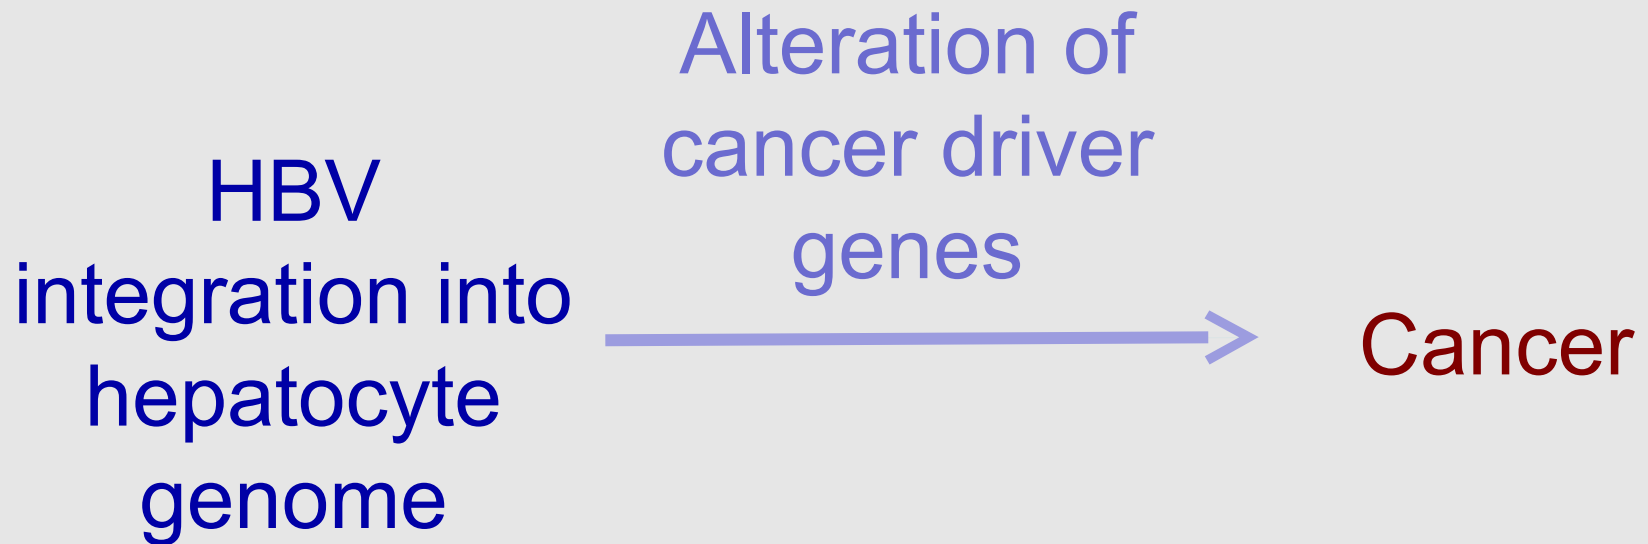 HBV
integration into
hepatocyte
genome
Alteration of
cancer driver
genes
Cancer